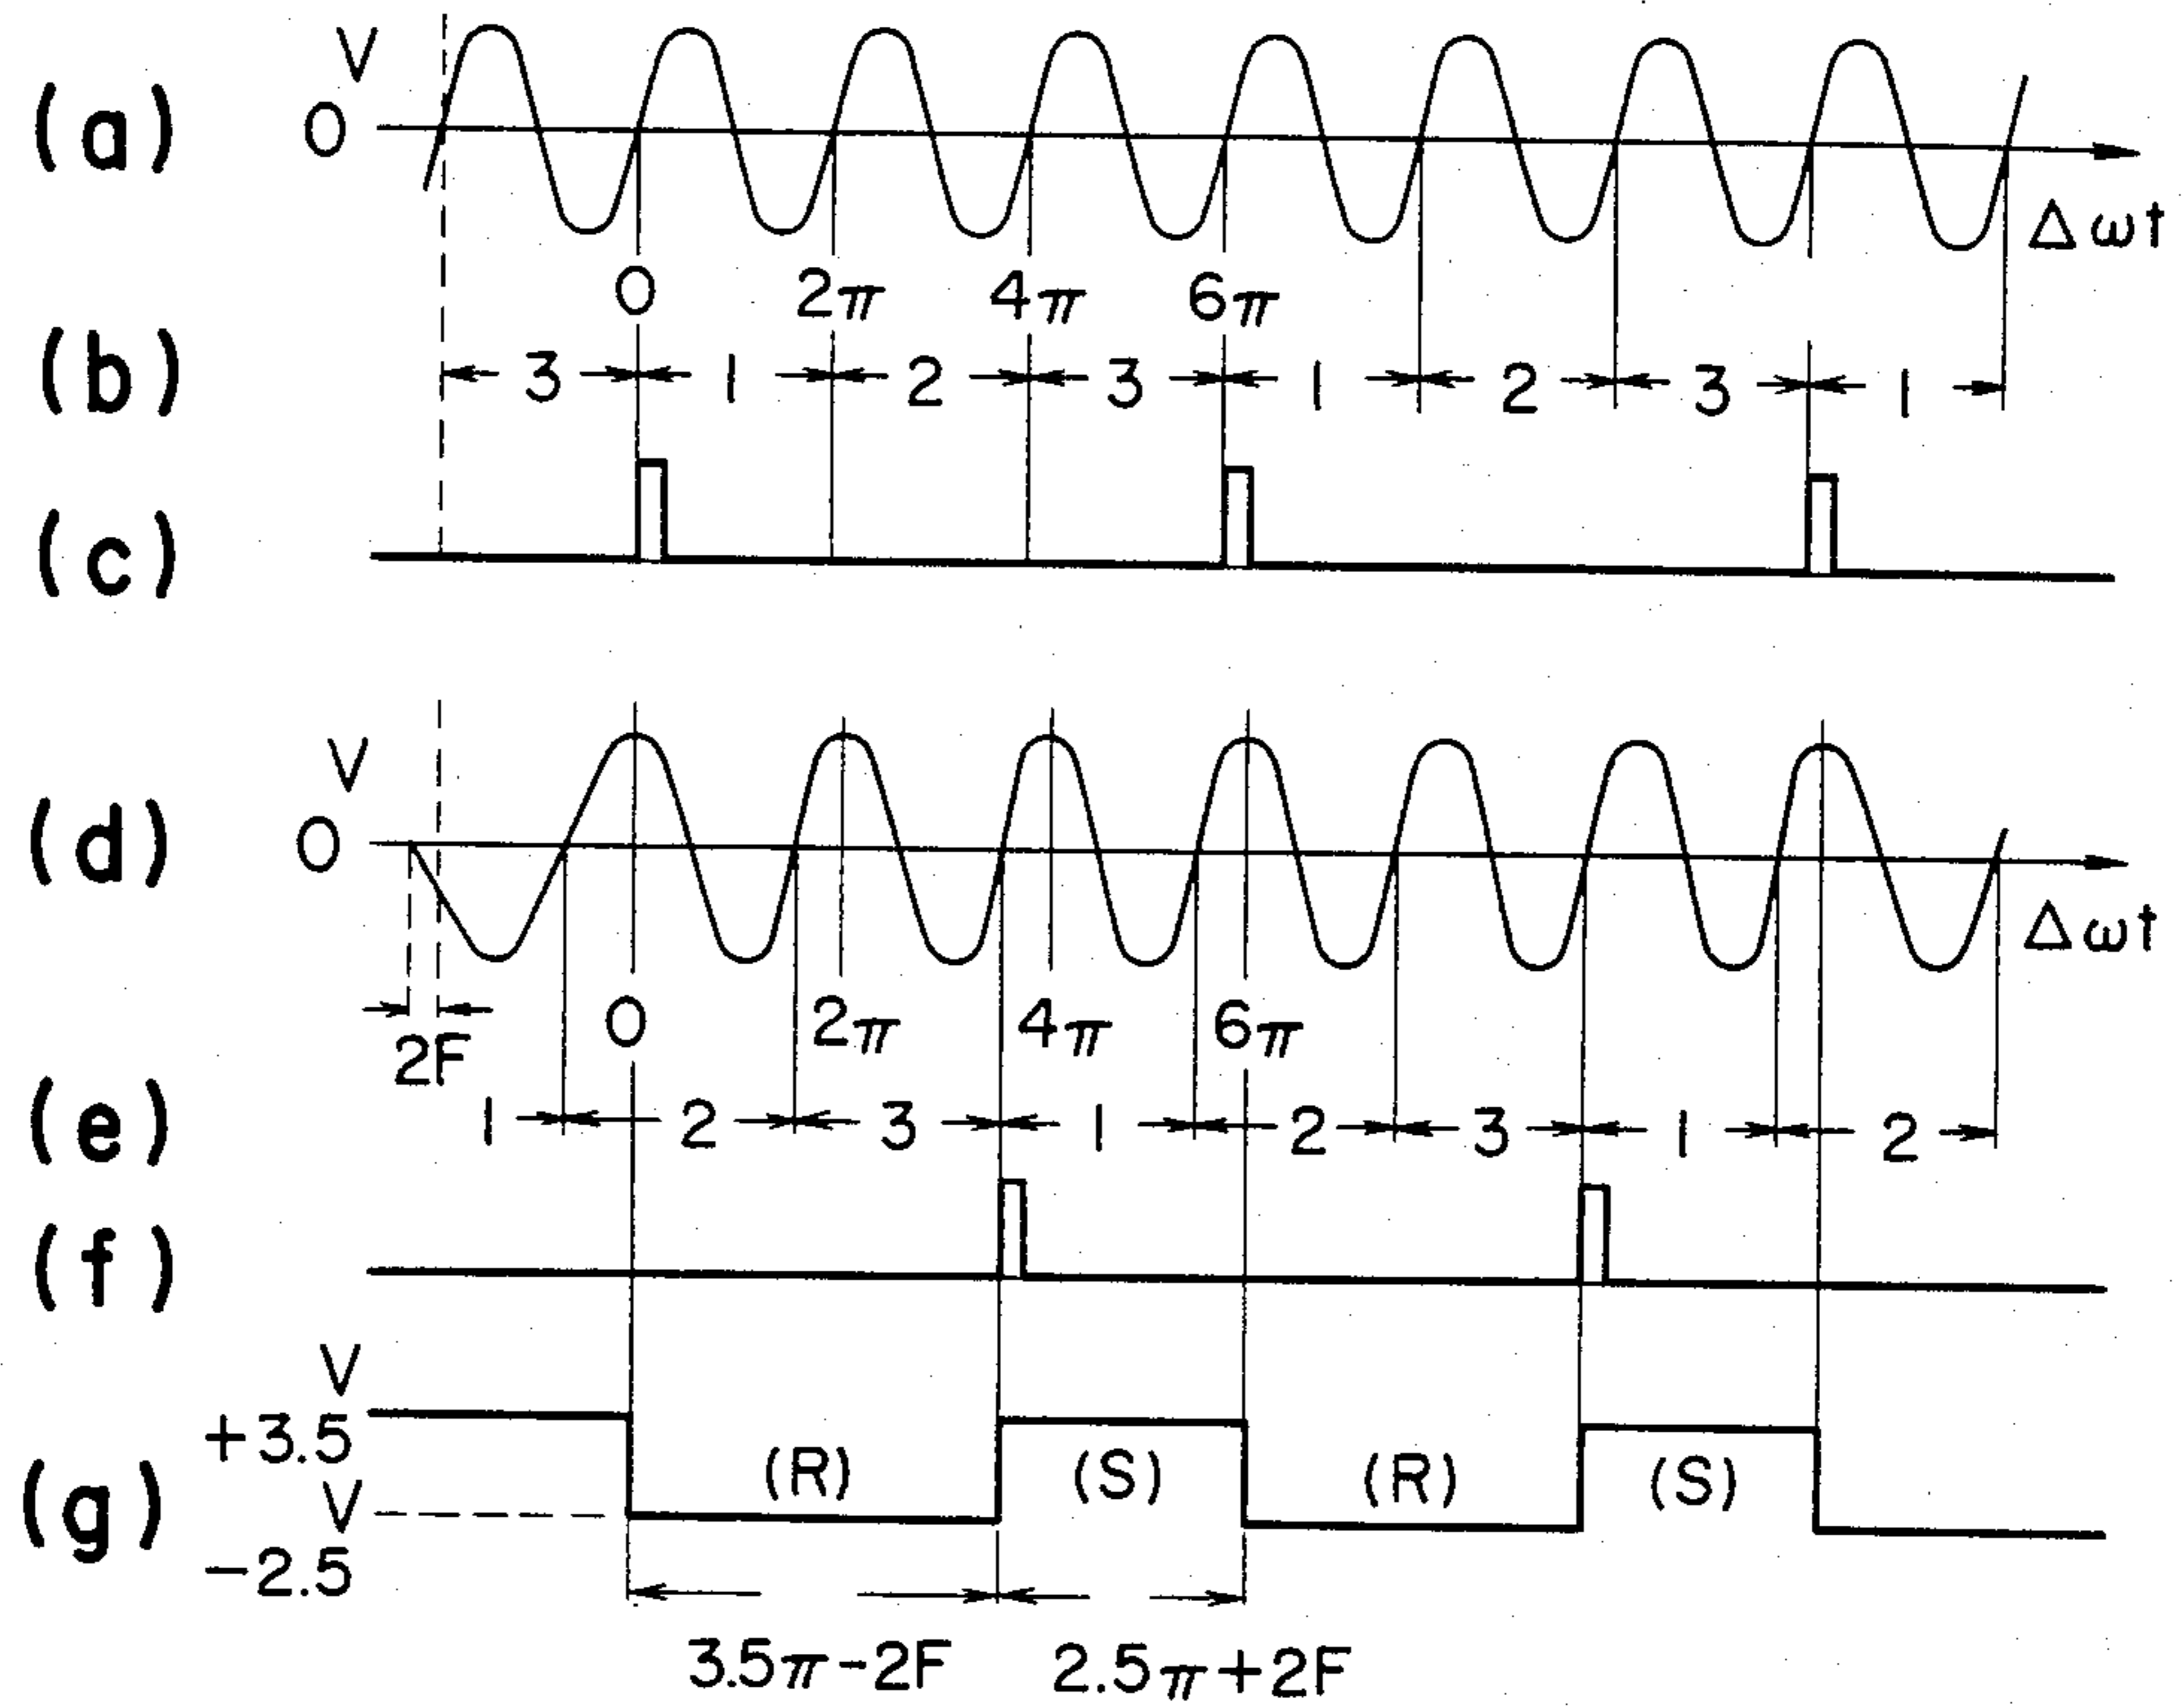 (a) V
0
Δωt
0 2π 4π 6π
(b) 3 1 2 3 1 2 3 1
(c)
(d) V
0
Δωt
2F
0 2π 4π 6π
(e) 1 2 3 1 2 3 1 2
(f)
(g) V
+3.5
V
-2.5
(R) (S) (R) (S)
3.5π-2F 2.5π+2F